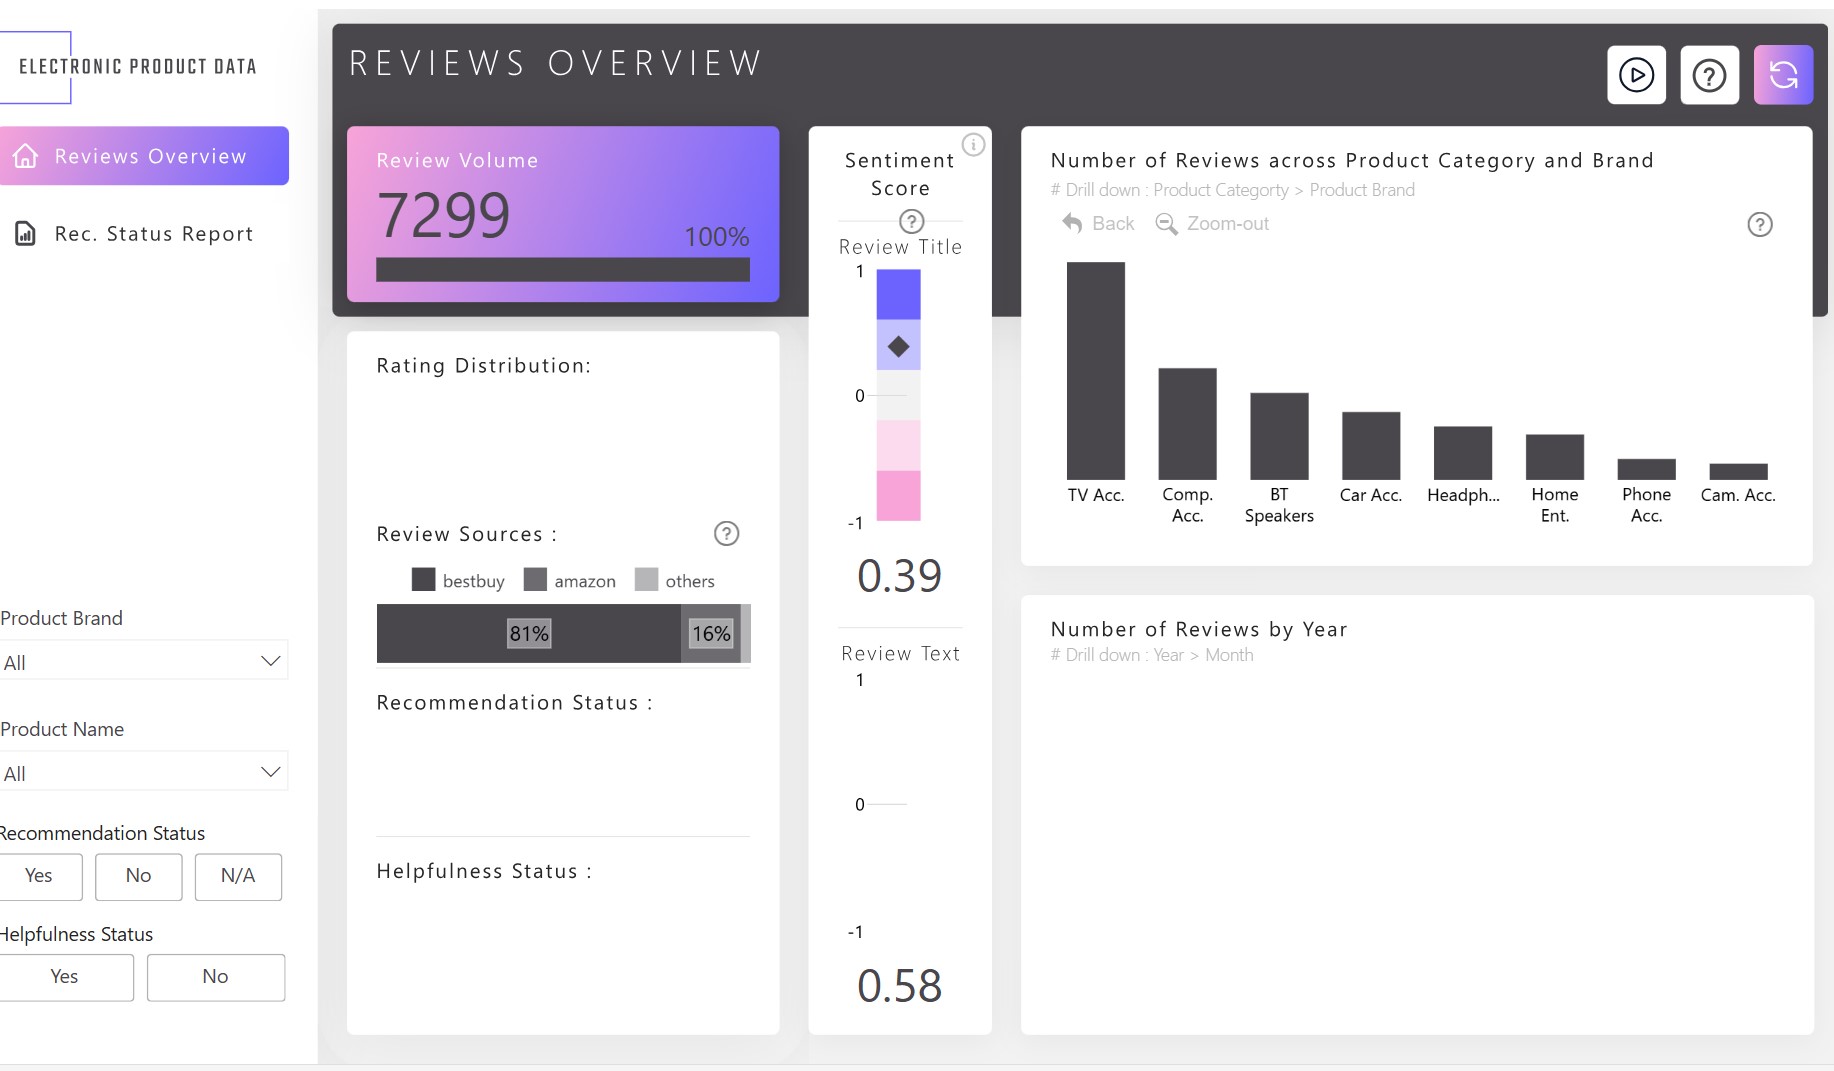 ELECTRONIC PRODUCT DATA
Reviews Overview
Rec. Status Report
Product Brand
All
Product Name
All
Recommendation Status
Yes No N/A
Helpfulness Status
Yes No
REVIEWS OVERVIEW
Review Volume
7299
100%
Rating Distribution:
Review Sources :
?
bestbuy amazon others
81% 16%
Recommendation Status :
Helpfulness Status :
Sentiment
Score
?
Review Title
1
0
-1
0.39
Review Text
1
0
-1
0.58
?
Number of Reviews across Product Category and Brand
# Drill down : Product Categorty > Product Brand
Back Zoom-out
?
TV Acc.
Comp.
Acc.
BT
Speakers
Car Acc.
Headph...
Home
Ent.
Phone
Acc.
Cam. Acc.
Number of Reviews by Year
# Drill down : Year > Month